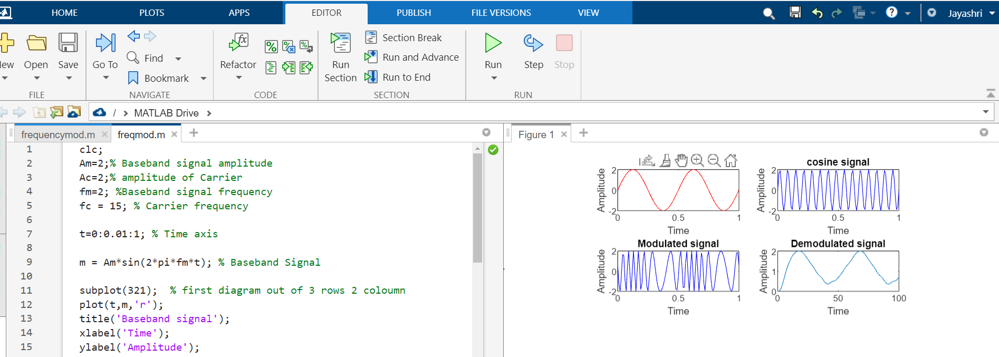 HOME PLOTS APPS EDITOR PUBLISH FILE VERSIONS VIEW Jayashri
Open Save Go To Find Bookmark Refactor Run Section Section Break Run and Advance Run to End Run Step Stop
FILE NAVIGATE CODE SECTION RUN
/ > MATLAB Drive >
frequencymod.m freqmod.m
1 clc;
2 Am=2;% Baseband signal amplitude
3 Ac=2;% amplitude of Carrier
4 fm=2; %Baseband signal frequency
5 fc = 15; % Carrier frequency
6
7 t=0:0.01:1; % Time axis
8
9 m = Am*sin(2*pi*fm*t); % Baseband Signal
10
11 subplot(321);  % first diagram out of 3 rows 2 coloumn
12 plot(t,m,'r');
13 title('Baseband signal');
14 xlabel('Time');
15 ylabel('Amplitude');
Figure 1
Amplitude
2
0
-2
0 0.5 1
Time
cosine signal
Amplitude
2
0
-2
0 0.5 1
Time
Modulated signal
Amplitude
2
0
-2
0 0.5 1
Time
Demodulated signal
Amplitude
2
1
0
0 50 100
Time